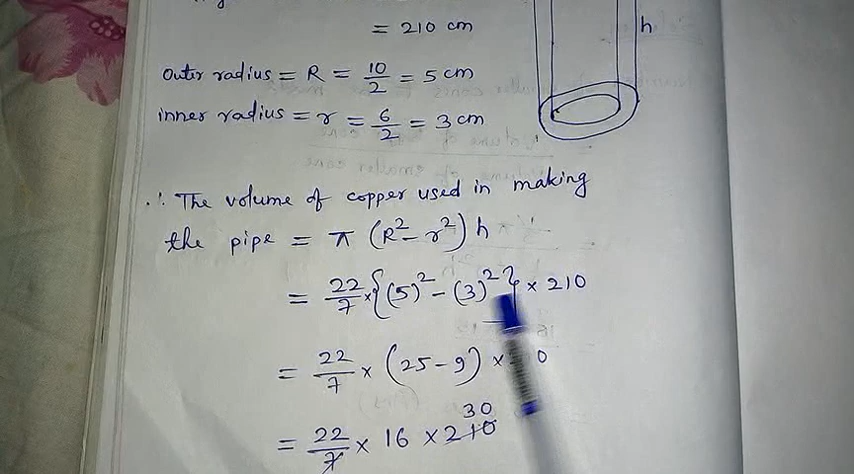 = 210 cm
h
outer radius = R = 10/2 = 5 cm
inner radius = r = 6/2 = 3 cm
∴ The volume of copper used in making
the pipe = π (R² - r²) h
= 22/7 × {(5)² - (3)²} × 210
= 22/7 × (25 - 9) × 0
30
= 22/7 × 16 × 210